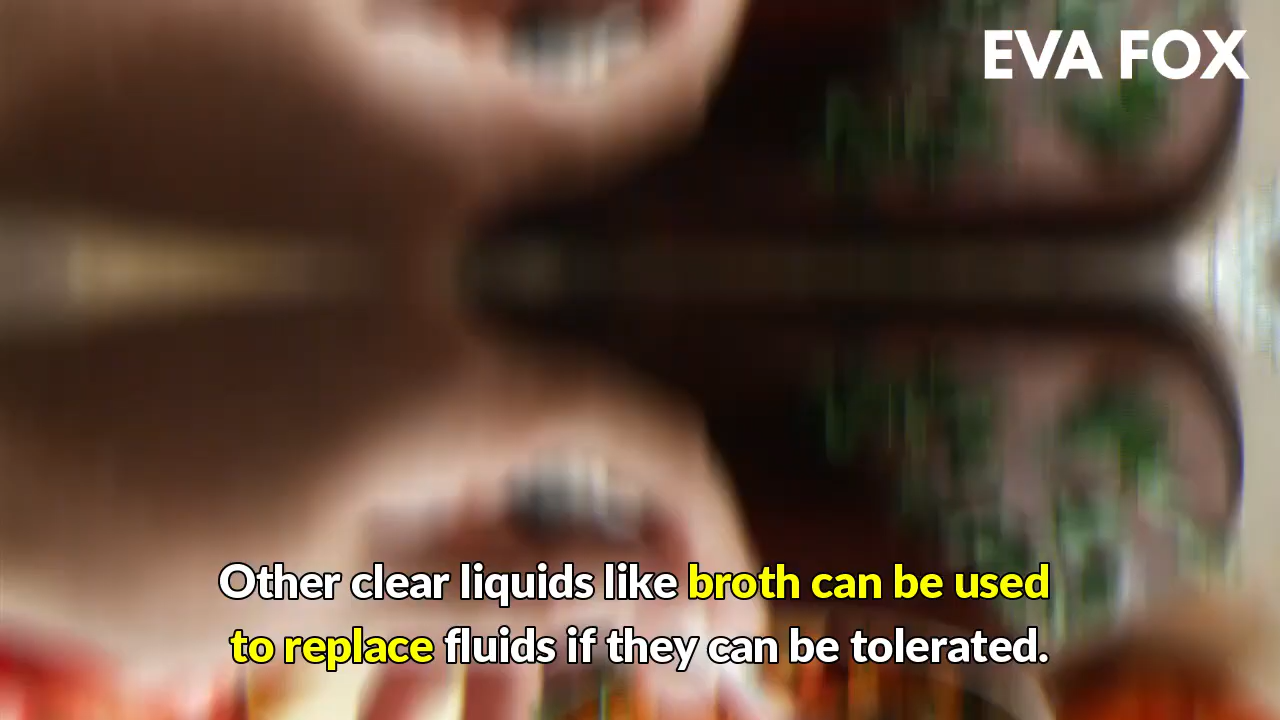 EVA FOX
Other clear liquids like broth can be used
to replace fluids if they can be tolerated.